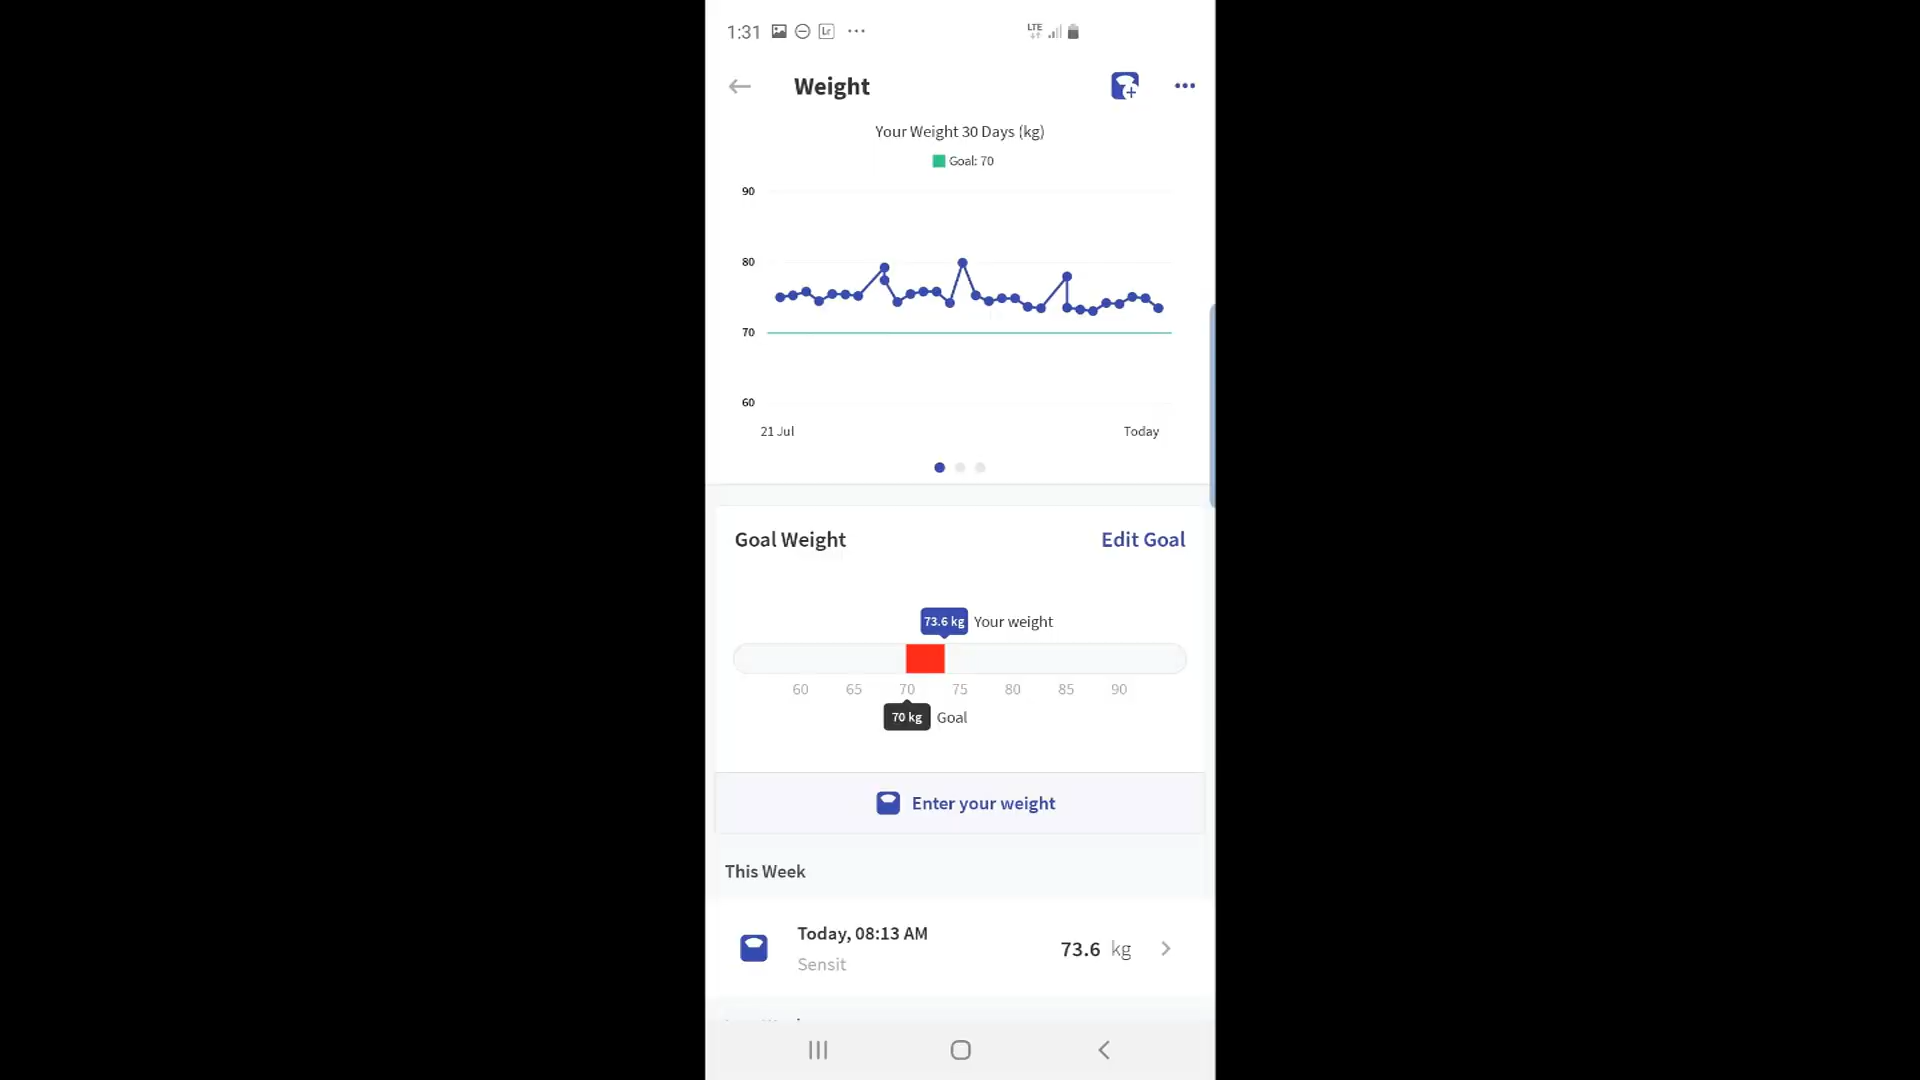 1:31 Lr ... LTE
Weight
Your Weight 30 Days (kg)
Goal: 70
90
80
70
60
21 Jul Today
Goal Weight Edit Goal
73.6 kg Your weight
60 65 70 75 80 85 90
70 kg Goal
Enter your weight
This Week
Today, 08:13 AM
73.6 kg
Sensit